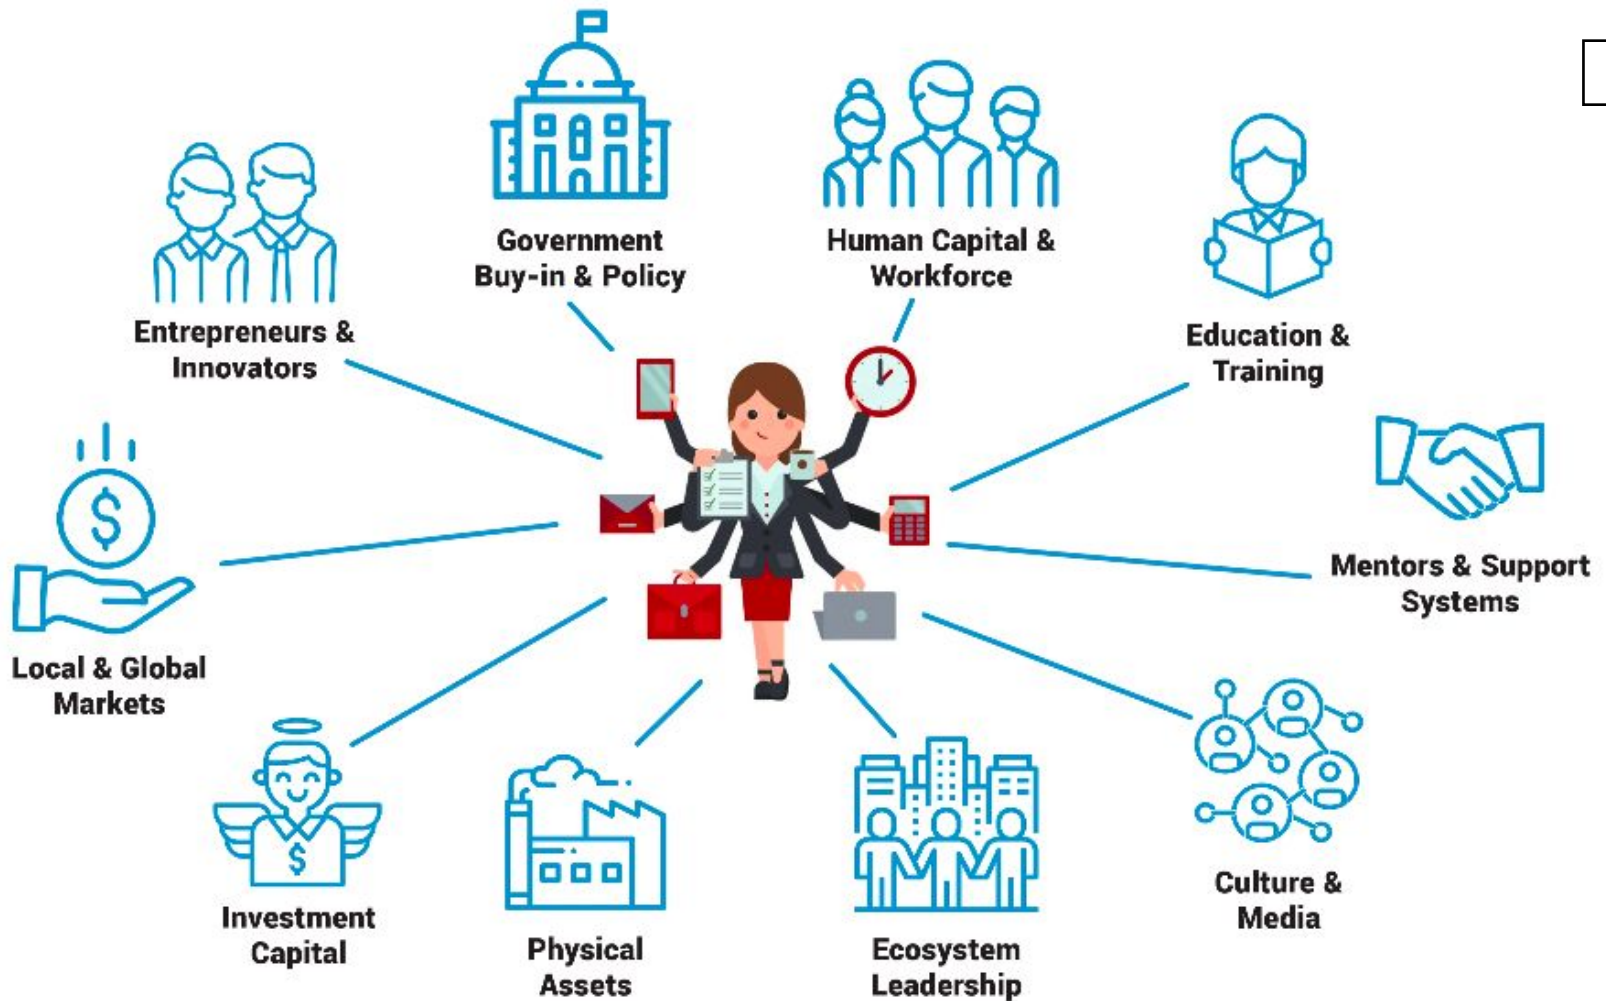 Government
Buy-in & Policy
Human Capital &
Workforce
Entrepreneurs &
Innovators
Education &
Training
Mentors & Support
Systems
Local & Global
Markets
$
Culture &
Media
$
Investment
Capital
Physical
Assets
Ecosystem
Leadership